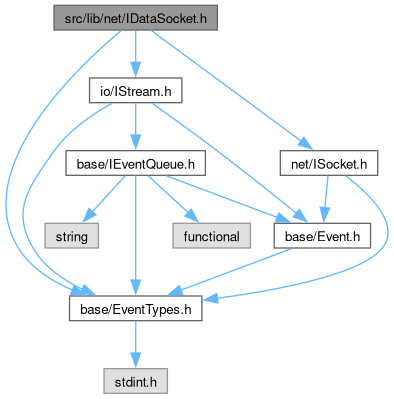 src/lib/net/IDataSocket.h
io/IStream.h
base/IEventQueue.h
net/ISocket.h
string
functional
base/Event.h
base/EventTypes.h
stdint.h